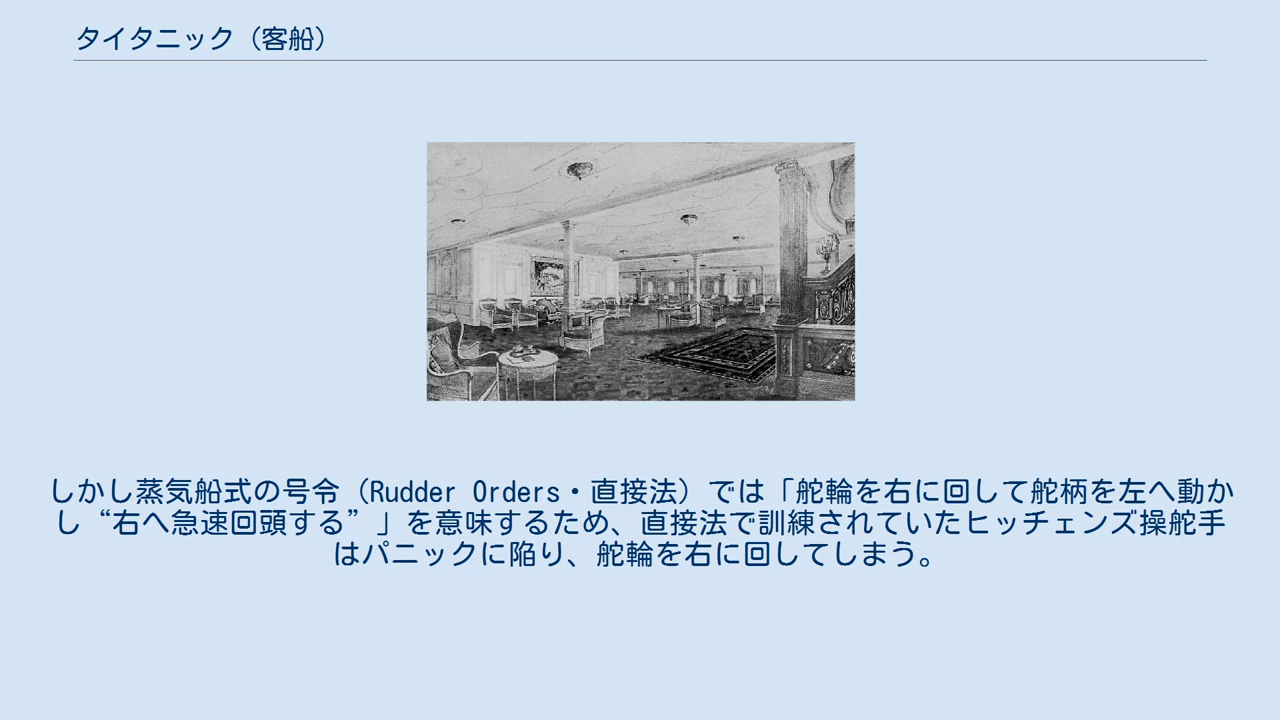 タイタニック（客船）
しかし蒸気船式の号令（Rudder Orders・直接法）では「舵輪を右に回して舵柄を左へ動か
し“右へ急速回頭する”」を意味するため、直接法で訓練されていたヒッチェンズ操舵手
はパニックに陥り、舵輪を右に回してしまう。